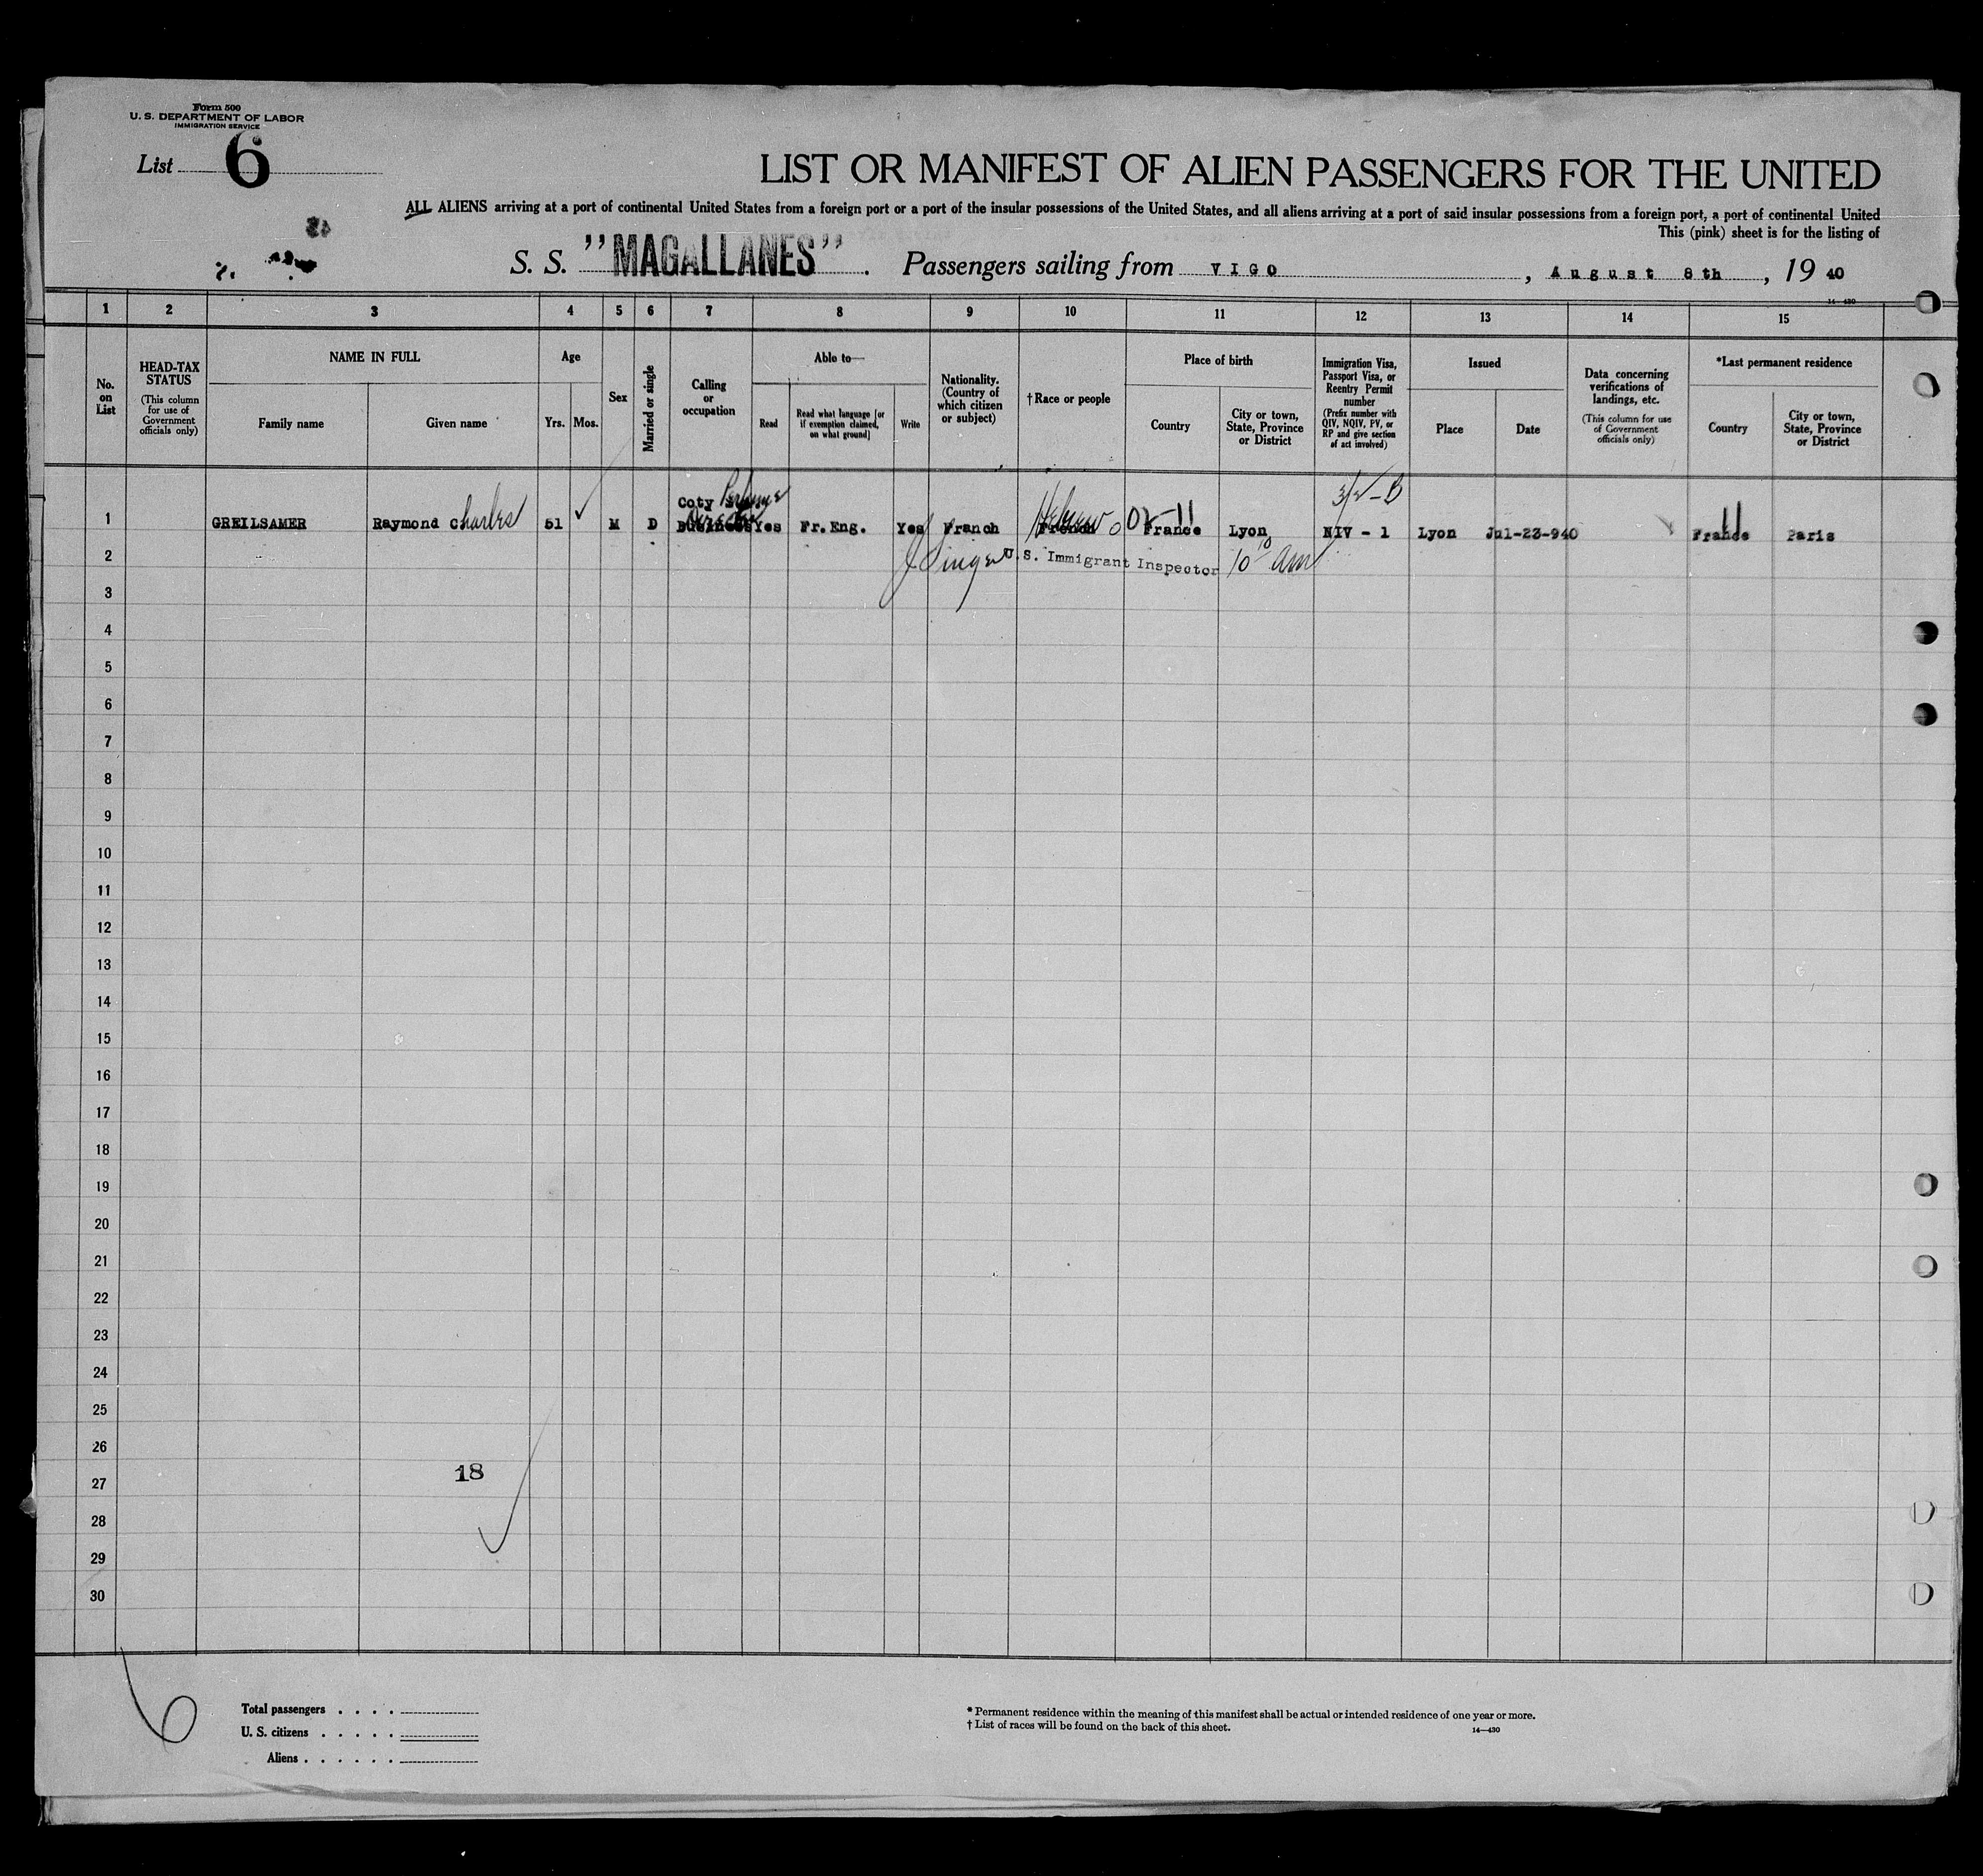 Form 500
U. S. DEPARTMENT OF LABOR
IMMIGRATION SERVICE
List 6
LIST OR MANIFEST OF ALIEN PASSENGERS FOR THE UNITED
ALL ALIENS arriving at a port of continental United States from a foreign port or a port of the insular possessions of the United States, and all aliens arriving at a port of said insular possessions from a foreign port, a port of continental United
This (pink) sheet is for the listing of
S. S. "MAGALLANES". Passengers sailing from VIGO, August 8th, 19 40
14—430
1 2 3 4 5 6 7 8 9 10 11 12 13 14 15
No. on List
HEAD-TAX STATUS
(This column for use of Government officials only)
NAME IN FULL
Family name
Given name
Age
Yrs. Mos.
Sex
Married or single
Calling or occupation
Able to—
Read
Read what language [or if exemption claimed, on what ground]
Write
Nationality. (Country of which citizen or subject)
†Race or people
Place of birth
Country
City or town, State, Province or District
Immigration Visa, Passport Visa, or Reentry Permit number
(Prefix number with QIV, NQIV, PV, or RP and give section of act involved)
Issued
Place
Date
Data concerning verifications of landings, etc.
(This column for use of Government officials only)
*Last permanent residence
Country
City or town, State, Province or District
3/2-B
Coty Perfume
1 GREILSAMER Raymond Charles 51 ✓ M D Director Business Yes Fr.Eng. Yes French Hebrew French France Lyon NIV - 1 Lyon Jul-23-940 France Paris
2 J Singer U.S. Immigrant Inspector 10 10 am
3
4
5
6
7
8
9
10
11
12
13
14
15
16
17
18
19
20
21
22
23
24
25
26
18
27
28
29
30
6
Total passengers . . . .
U. S. citizens . . . . .
Aliens . . . . . .
* Permanent residence within the meaning of this manifest shall be actual or intended residence of one year or more.
† List of races will be found on the back of this sheet.
14—430